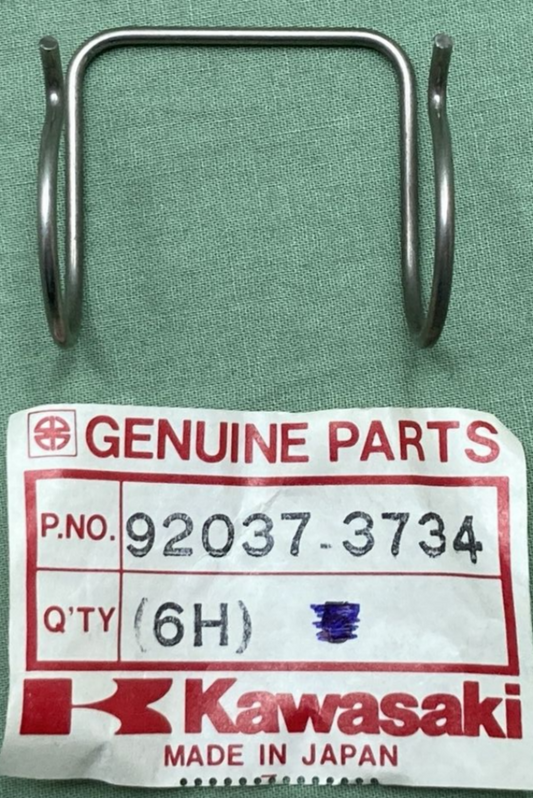 GENUINE PARTS
P.NO. 92037-3734
Q'TY (6H)
Kawasaki
MADE IN JAPAN